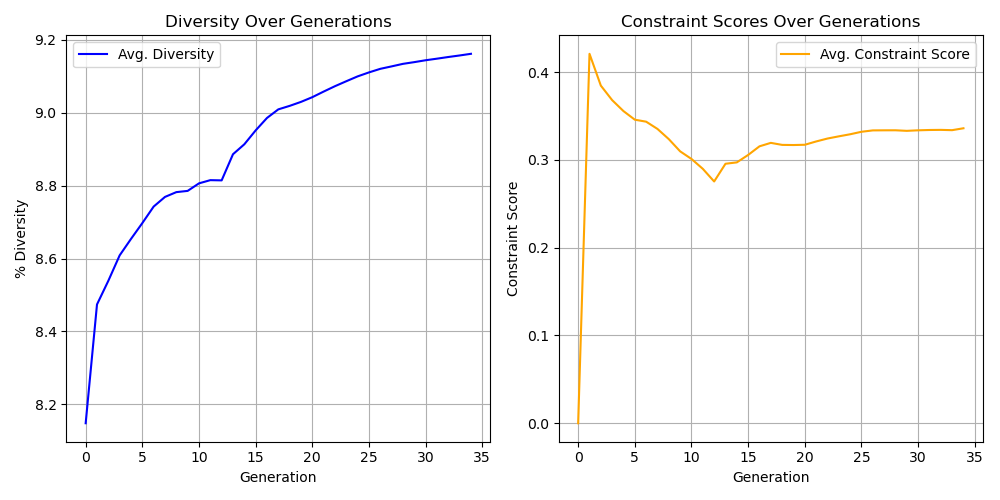 Diversity Over Generations
Avg. Diversity
% Diversity
9.2
9.0
8.8
8.6
8.4
8.2
0 5 10 15 20 25 30 35
Generation
Constraint Scores Over Generations
Avg. Constraint Score
Constraint Score
0.4
0.3
0.2
0.1
0.0
0 5 10 15 20 25 30 35
Generation